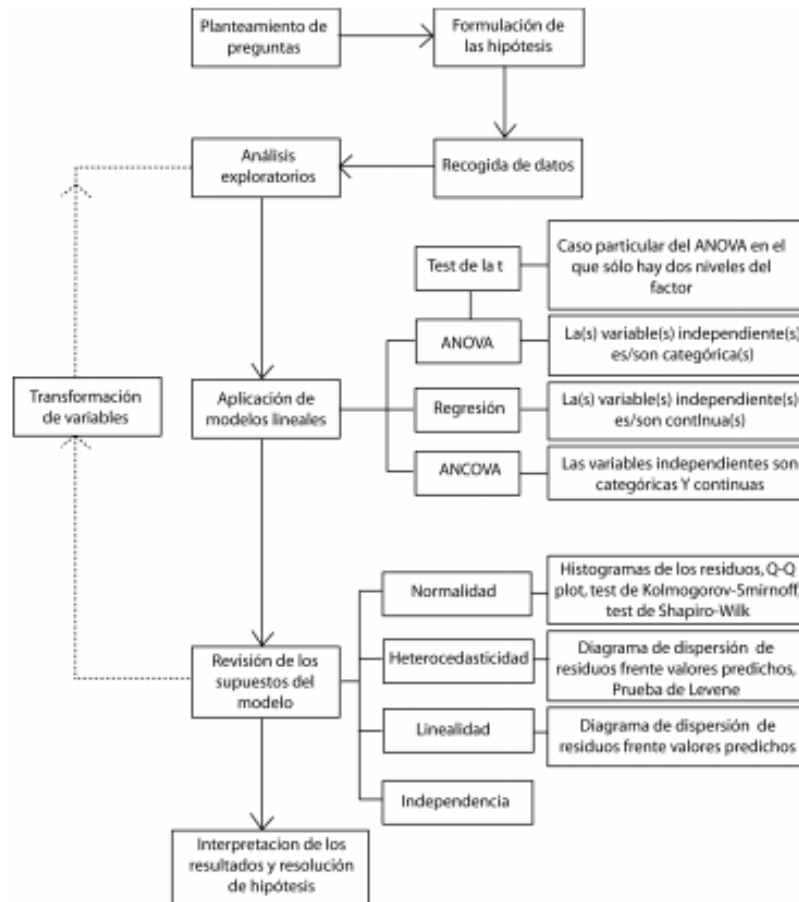 Planteamiento de
preguntas
Formulación de
las hipótesis
Análisis
exploratorios
Recogida de datos
Test de la t
Caso particular del ANOVA en el
que sólo hay dos niveles del
factor
ANOVA
La(s) variable(s) independiente(s)
es/son categórica(s)
Transformación
de variables
Aplicación de
modelos lineales
Regresión
La(s) variable(s) independiente(s)
es/son contInua(s)
ANCOVA
Las variables independientes son
categóricas Y continuas
Normalidad
Histogramas de los residuos, Q-Q
plot, test de Kolmogorov-Smirnoff,
test de Shapiro-Wilk
Revisión de los
supuestos del
modelo
Heterocedasticidad
Diagrama de dispersión de
residuos frente valores predichos,
Prueba de Levene
Linealidad
Diagrama de dispersión de
residuos frente valores predichos
Independencia
Interpretacion de los
resultados y resolución
de hipótesis